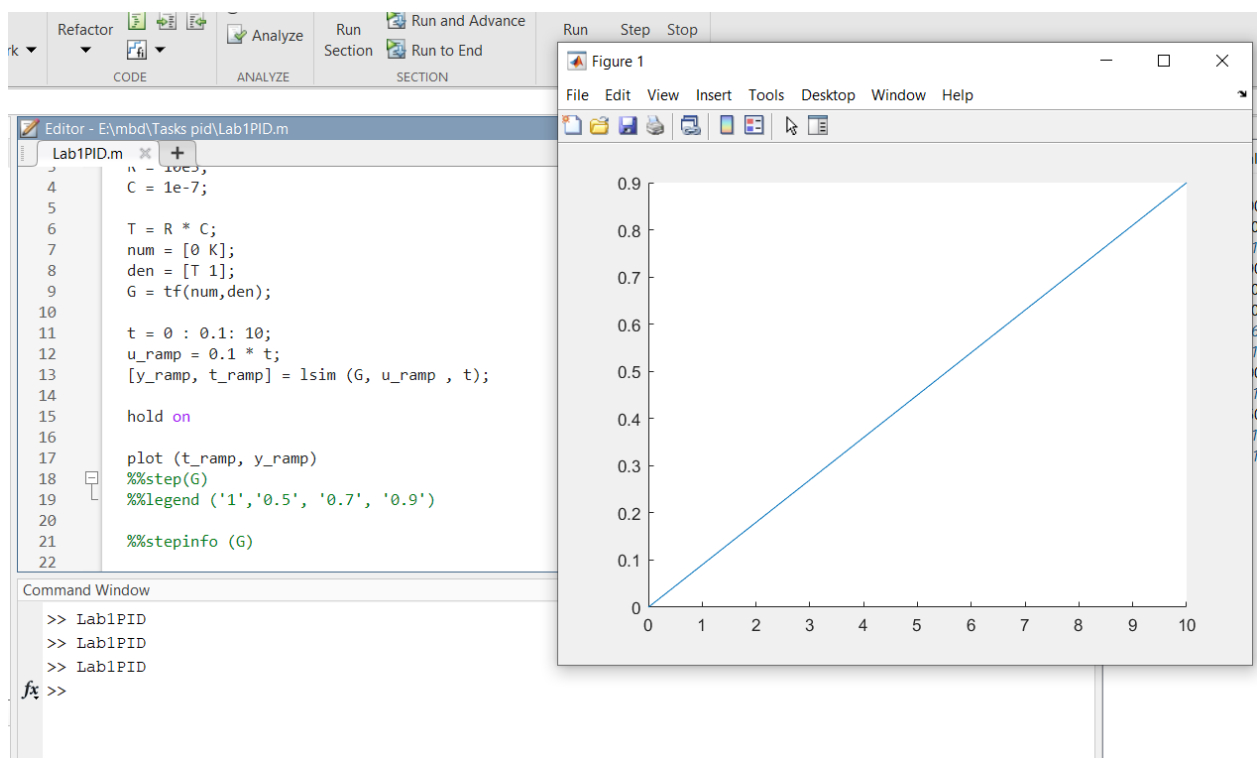 Refactor
Analyze
Run
Section
Run and Advance
Run to End
Run Step Stop
CODE ANALYZE SECTION
Editor - E:\mbd\Tasks pid\Lab1PID.m
Lab1PID.m
4 C = 1e-7;
5
6 T = R * C;
7 num = [0 K];
8 den = [T 1];
9 G = tf(num,den);
10
11 t = 0 : 0.1: 10;
12 u_ramp = 0.1 * t;
13 [y_ramp, t_ramp] = lsim (G, u_ramp , t);
14
15 hold on
16
17 plot (t_ramp, y_ramp)
18 %%step(G)
19 %%legend ('1','0.5', '0.7', '0.9')
20
21 %%stepinfo (G)
22
Command Window
>> Lab1PID
>> Lab1PID
>> Lab1PID
fx >>
Figure 1
File Edit View Insert Tools Desktop Window Help
0.9
0.8
0.7
0.6
0.5
0.4
0.3
0.2
0.1
0
0 1 2 3 4 5 6 7 8 9 10